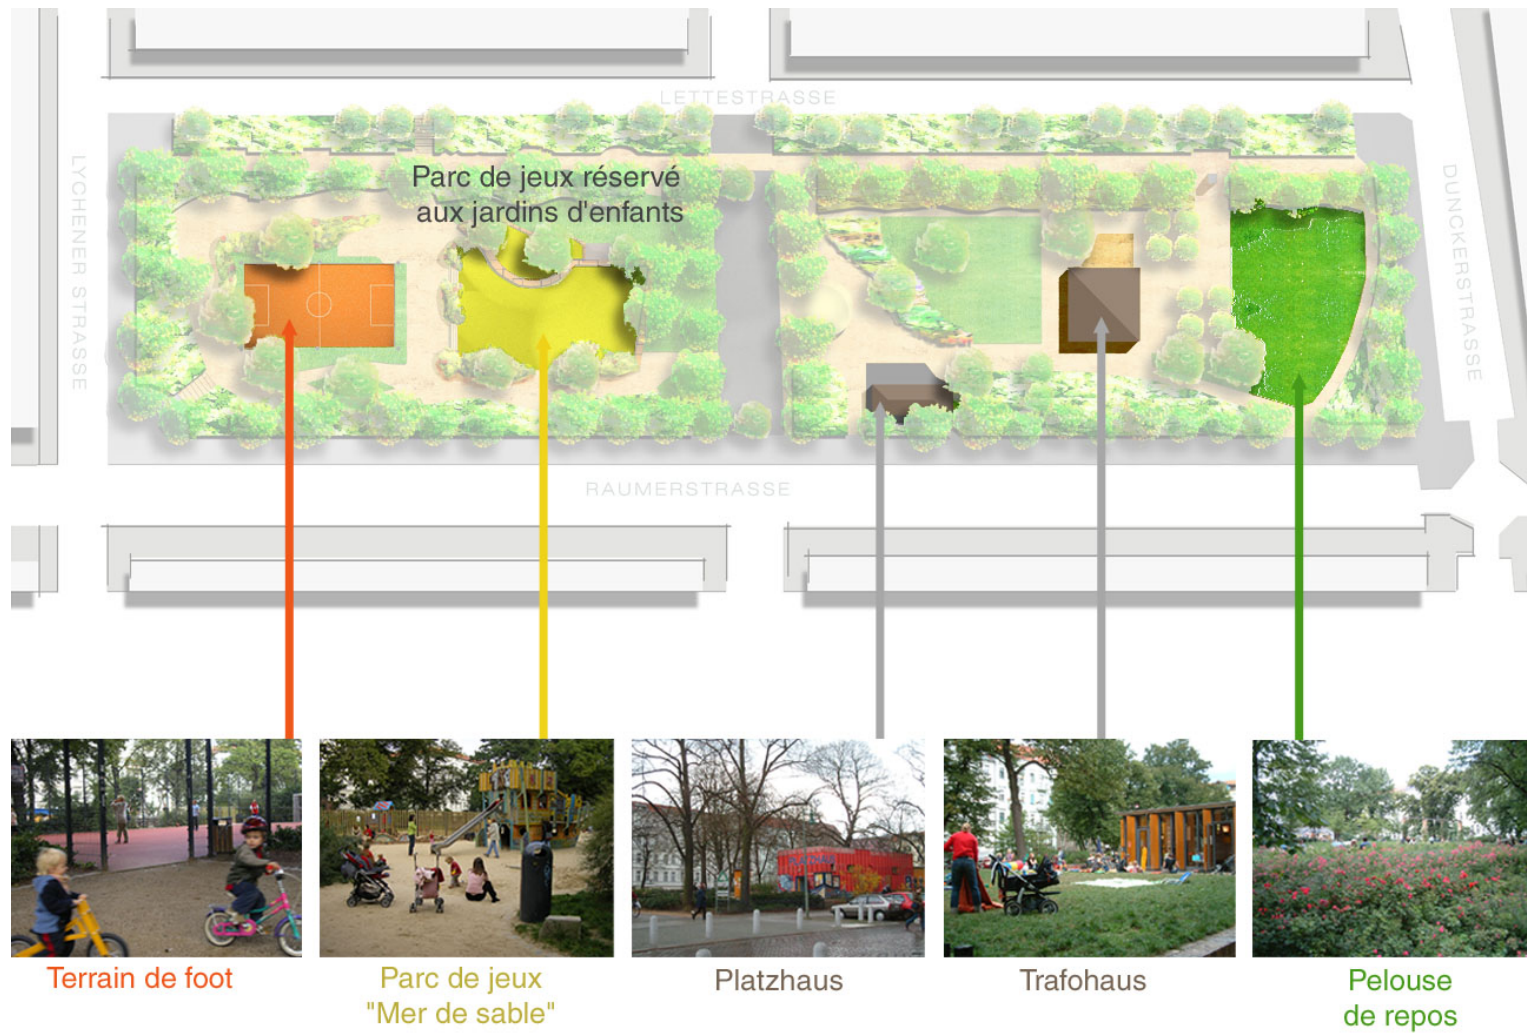 LETTESTRASSE
LYCHENER STRASSE
Parc de jeux réservé
aux jardins d'enfants
DUNCKERSTRASSE
RAUMERSTRASSE
PLATZHAUS
Terrain de foot
Parc de jeux
"Mer de sable"
Platzhaus
Trafohaus
Pelouse
de repos